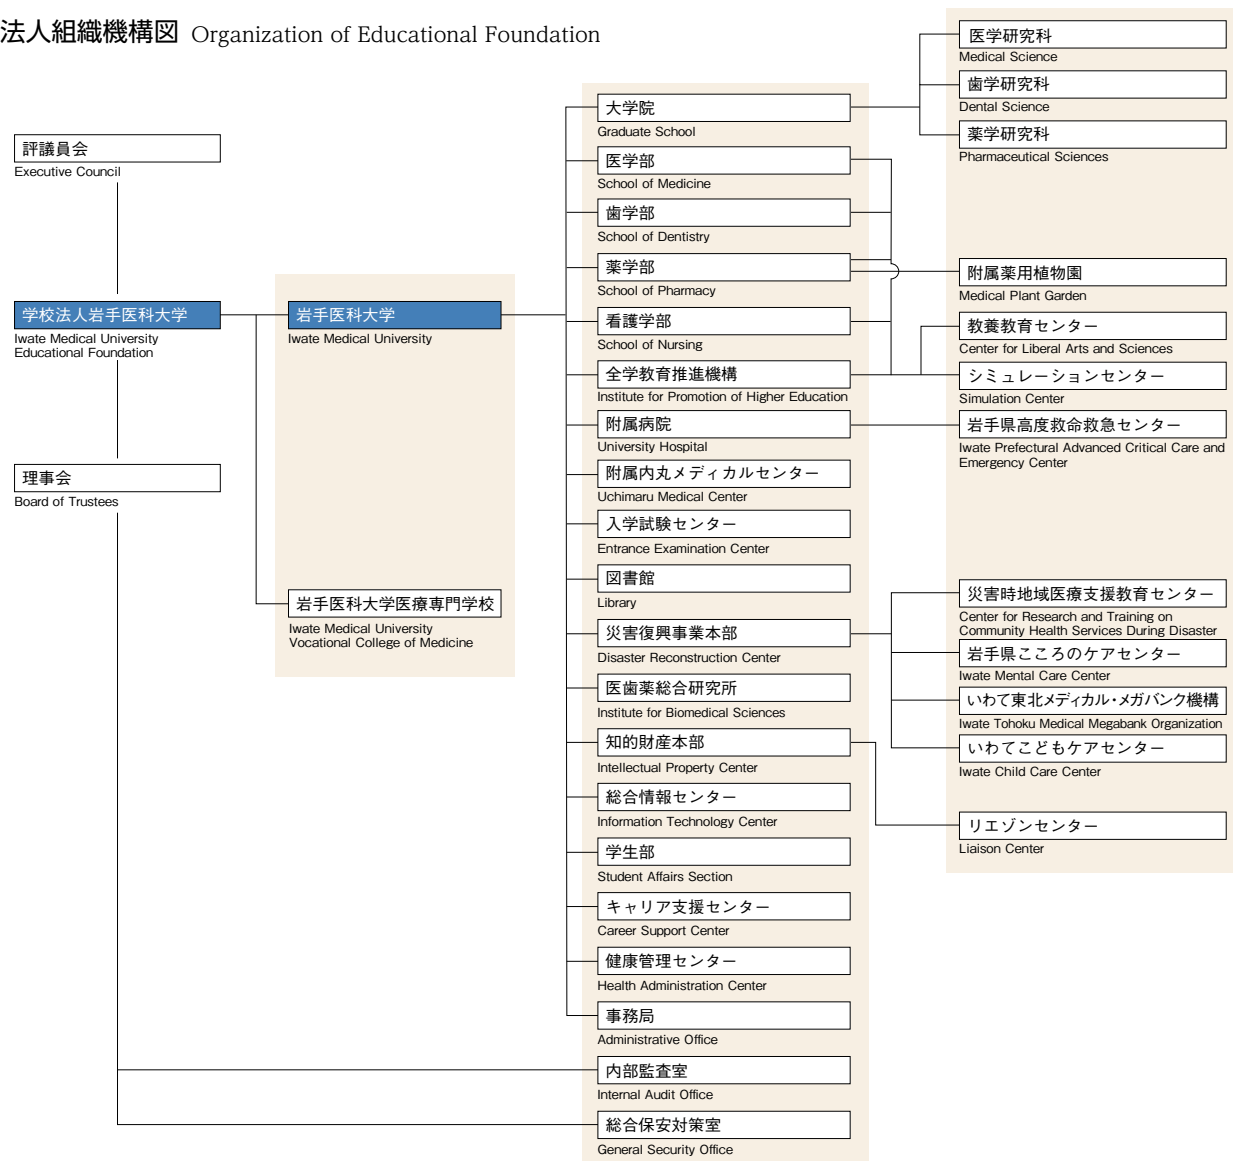 法人組織機構図 Organization of Educational Foundation
評議員会
Executive Council
学校法人岩手医科大学
Iwate Medical University
Educational Foundation
理事会
Board of Trustees
岩手医科大学
Iwate Medical University
岩手医科大学医療専門学校
Iwate Medical University
Vocational College of Medicine
大学院
Graduate School
医学部
School of Medicine
歯学部
School of Dentistry
薬学部
School of Pharmacy
看護学部
School of Nursing
全学教育推進機構
Institute for Promotion of Higher Education
附属病院
University Hospital
附属内丸メディカルセンター
Uchimaru Medical Center
入学試験センター
Entrance Examination Center
図書館
Library
災害復興事業本部
Disaster Reconstruction Center
医歯薬総合研究所
Institute for Biomedical Sciences
知的財産本部
Intellectual Property Center
総合情報センター
Information Technology Center
学生部
Student Affairs Section
キャリア支援センター
Career Support Center
健康管理センター
Health Administration Center
事務局
Administrative Office
内部監査室
Internal Audit Office
総合保安対策室
General Security Office
医学研究科
Medical Science
歯学研究科
Dental Science
薬学研究科
Pharmaceutical Sciences
附属薬用植物園
Medical Plant Garden
教養教育センター
Center for Liberal Arts and Sciences
シミュレーションセンター
Simulation Center
岩手県高度救命救急センター
Iwate Prefectural Advanced Critical Care and
Emergency Center
災害時地域医療支援教育センター
Center for Research and Training on
Community Health Services During Disaster
岩手県こころのケアセンター
Iwate Mental Care Center
いわて東北メディカル・メガバンク機構
Iwate Tohoku Medical Megabank Organization
いわてこどもケアセンター
Iwate Child Care Center
リエゾンセンター
Liaison Center